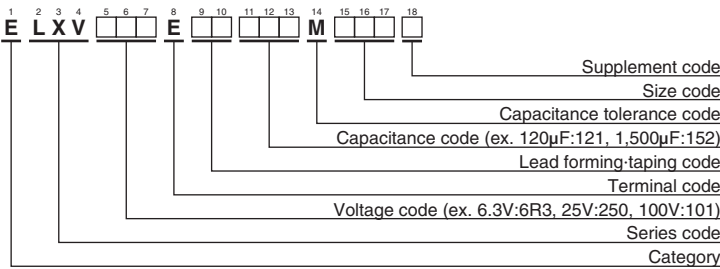 1 2 3 4 5 6 7 8 9 10 11 12 13 14 15 16 17 18
E L X V E M
Supplement code
Size code
Capacitance tolerance code
Capacitance code (ex. 120μF:121, 1,500μF:152)
Lead forming·taping code
Terminal code
Voltage code (ex. 6.3V:6R3, 25V:250, 100V:101)
Series code
Category